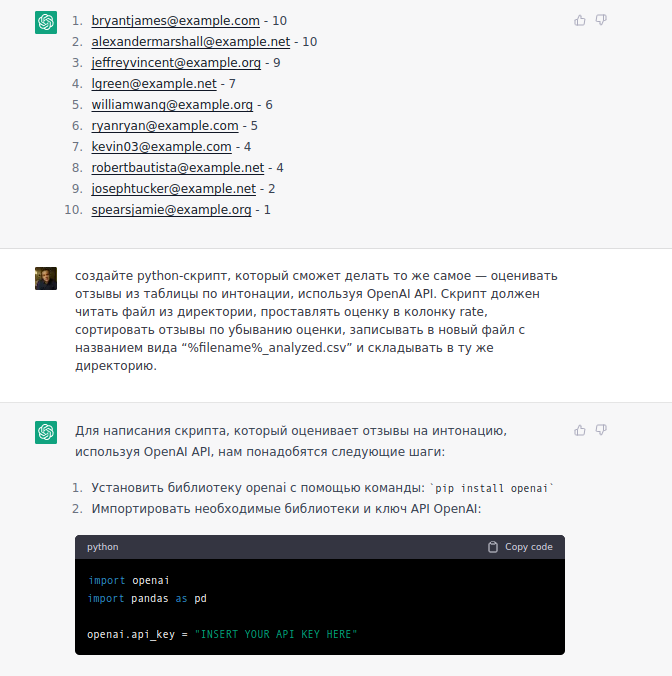 1. bryantjames@example.com - 10
2. alexandermarshall@example.net - 10
3. jeffreyvincent@example.org - 9
4. lgreen@example.net - 7
5. williamwang@example.org - 6
6. ryanryan@example.com - 5
7. kevin03@example.com - 4
8. robertbautista@example.net - 4
9. josephtucker@example.net - 2
10. spearsjamie@example.org - 1
создайте python-скрипт, который сможет делать то же самое — оценивать
отзывы из таблицы по интонации, используя OpenAI API. Скрипт должен
читать файл из директории, проставлять оценку в колонку rate,
сортировать отзывы по убыванию оценки, записывать в новый файл с
названием вида “%filename%_analyzed.csv” и складывать в ту же
директорию.
Для написания скрипта, который оценивает отзывы на интонацию,
используя OpenAI API, нам понадобятся следующие шаги:
1. Установить библиотеку openai с помощью команды: `pip install openai`
2. Импортировать необходимые библиотеки и ключ API OpenAI:
python Copy code
import openai
import pandas as pd
openai.api_key = "INSERT YOUR API KEY HERE"